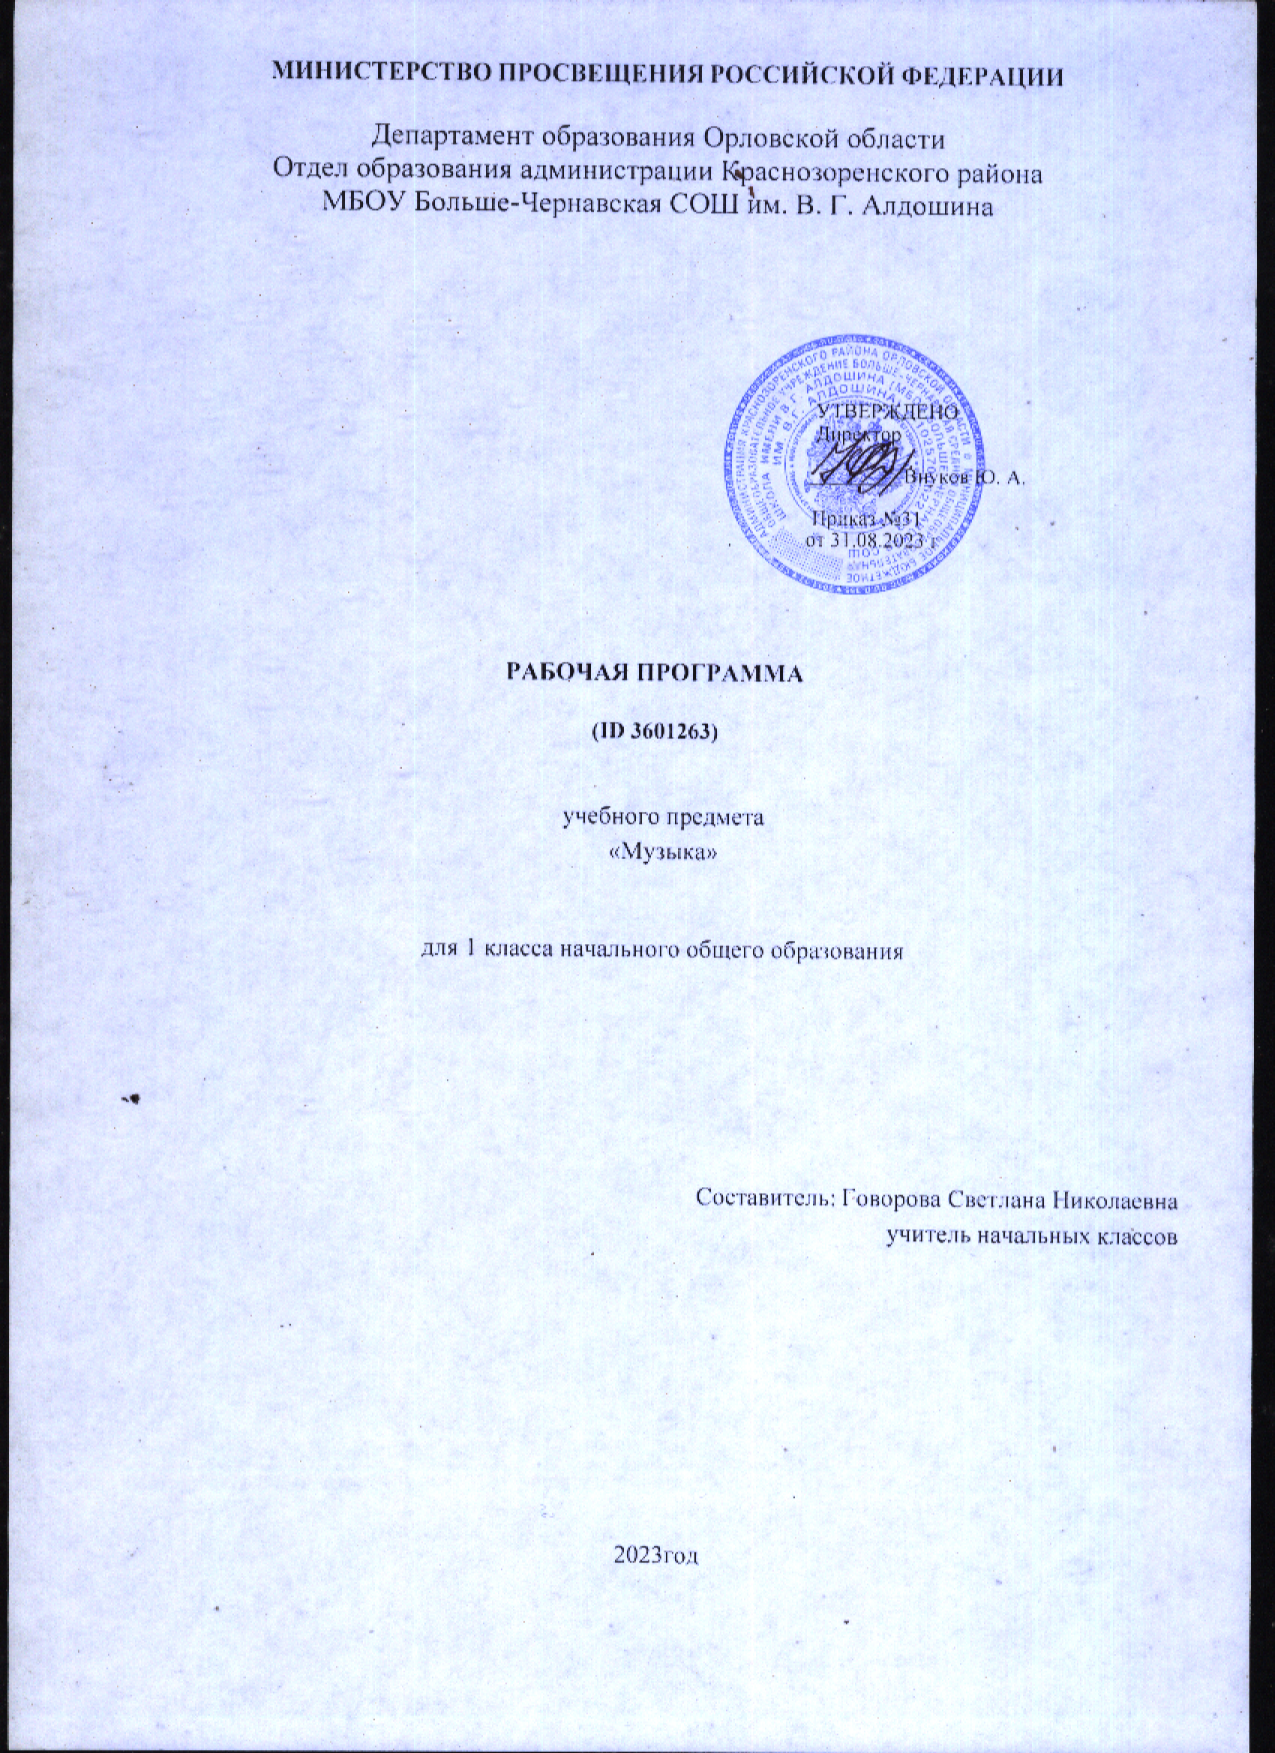 МИНИСТЕРСТВО ПРОСВЕЩЕНИЯ РОССИЙСКОЙ ФЕДЕРАЦИИ
Департамент образования Орловской области
Отдел образования администрации Краснозоренского района
МБОУ Больше-Чернавская СОШ им. В. Г. Алдошина
УТВЕРЖДЕНО
Директор
Внуков Ю. А.
Приказ №31
от 31.08.2023 г
РАБОЧАЯ ПРОГРАММА
(ID 3601263)
учебного предмета
«Музыка»
для 1 класса начального общего образования
Составитель: Говорова Светлана Николаевна
учитель начальных классов
2023год